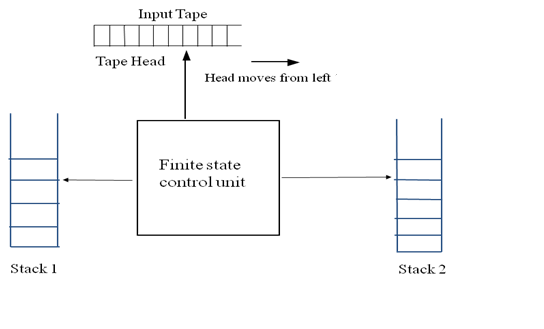 Input Tape
Tape Head
Head moves from left
Finite state
control unit
Stack 1
Stack 2